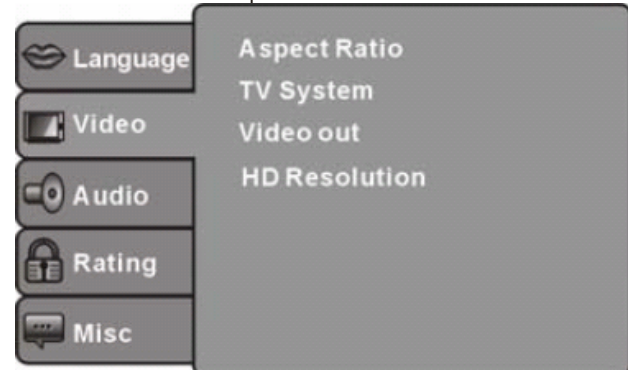 Language
Video
Audio
Rating
Misc
Aspect Ratio
TV System
Video out
HD Resolution